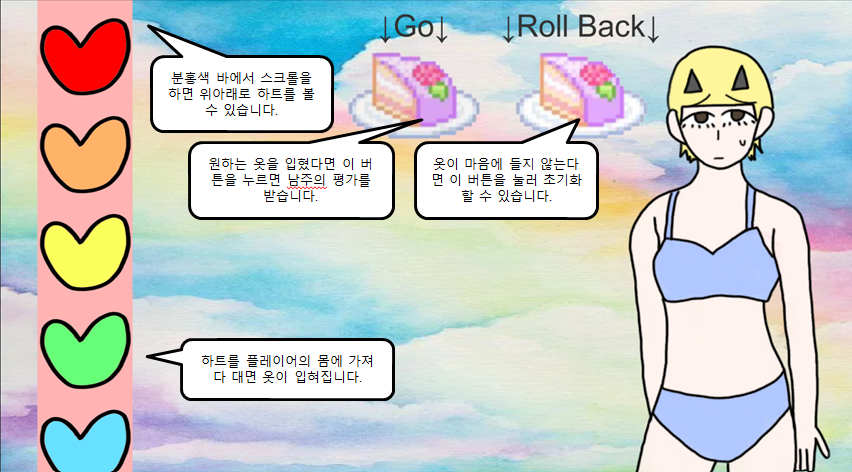 ↓Go↓ ↓Roll Back↓
분홍색 바에서 스크롤을
하면 위아래로 하트를 볼
수 있습니다.
원하는 옷을 입혔다면 이 버
튼을 누르면 남주의 평가를
받습니다.
옷이 마음에 들지 않는다
면 이 버튼을 눌러 초기화
할 수 있습니다.
하트를 플레이어의 몸에 가져
다 대면 옷이 입혀집니다.